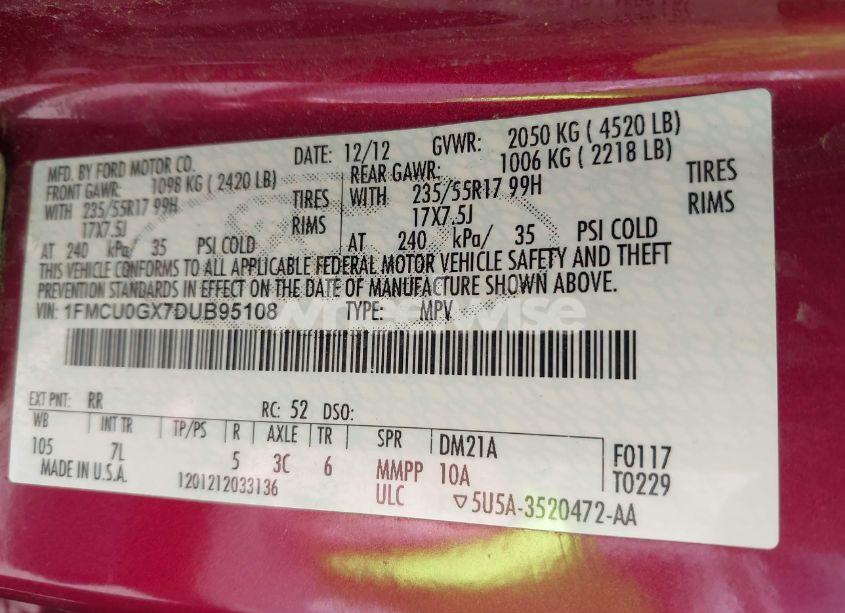 MFD. BY FORD MOTOR CO. DATE: 12/12 GVWR: 2050 KG ( 4520 LB)
FRONT GAWR: 1098 KG ( 2420 LB) REAR GAWR: 1006 KG ( 2218 LB)
WITH 235/55R17 99H TIRES WITH 235/55R17 99H TIRES
17X7.5J RIMS 17X7.5J RIMS
AT 240 kPa/ 35 PSI COLD AT 240 kPa/ 35 PSI COLD
THIS VEHICLE CONFORMS TO ALL APPLICABLE FEDERAL MOTOR VEHICLE SAFETY AND THEFT
PREVENTION STANDARDS IN EFFECT ON THE DATE OF MANUFACTURE SHOWN ABOVE.
VIN: 1FMCU0GX7DUB95108 TYPE: MPV
wheelwise
EXT PNT: RR RC: 52 DSO:
WB INT TR TP/PS R AXLE TR SPR DM21A F0117
105 7L 5 3C 6 MMPP 10A T0229
MADE IN U.S.A. 1201212033136 ULC ▽5U5A-3520472-AA